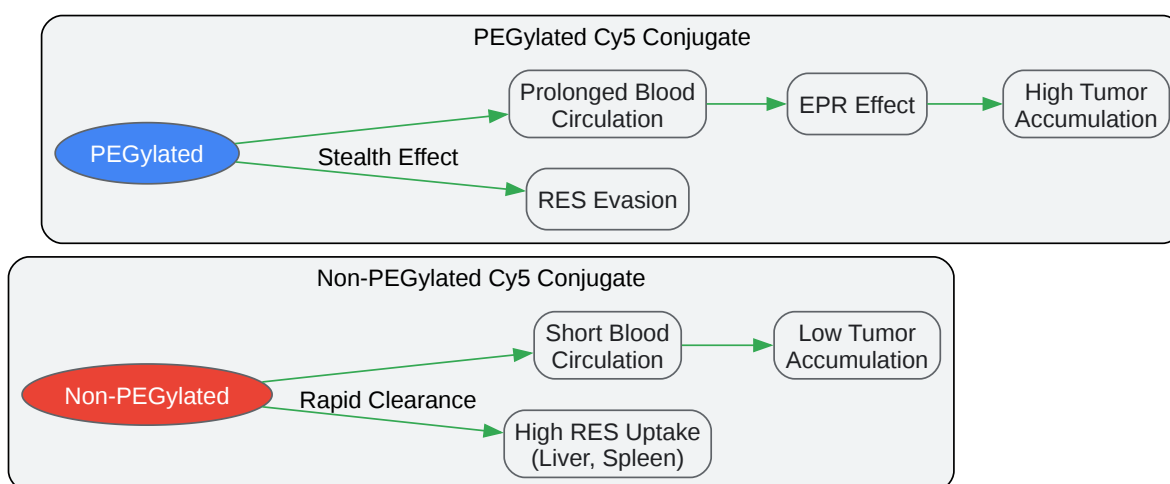 PEGylated Cy5 Conjugate
PEGylated
Stealth Effect
Prolonged Blood
Circulation
EPR Effect
High Tumor
Accumulation
RES Evasion
Non-PEGylated Cy5 Conjugate
Non-PEGylated
Rapid Clearance
Short Blood
Circulation
Low Tumor
Accumulation
High RES Uptake
(Liver, Spleen)